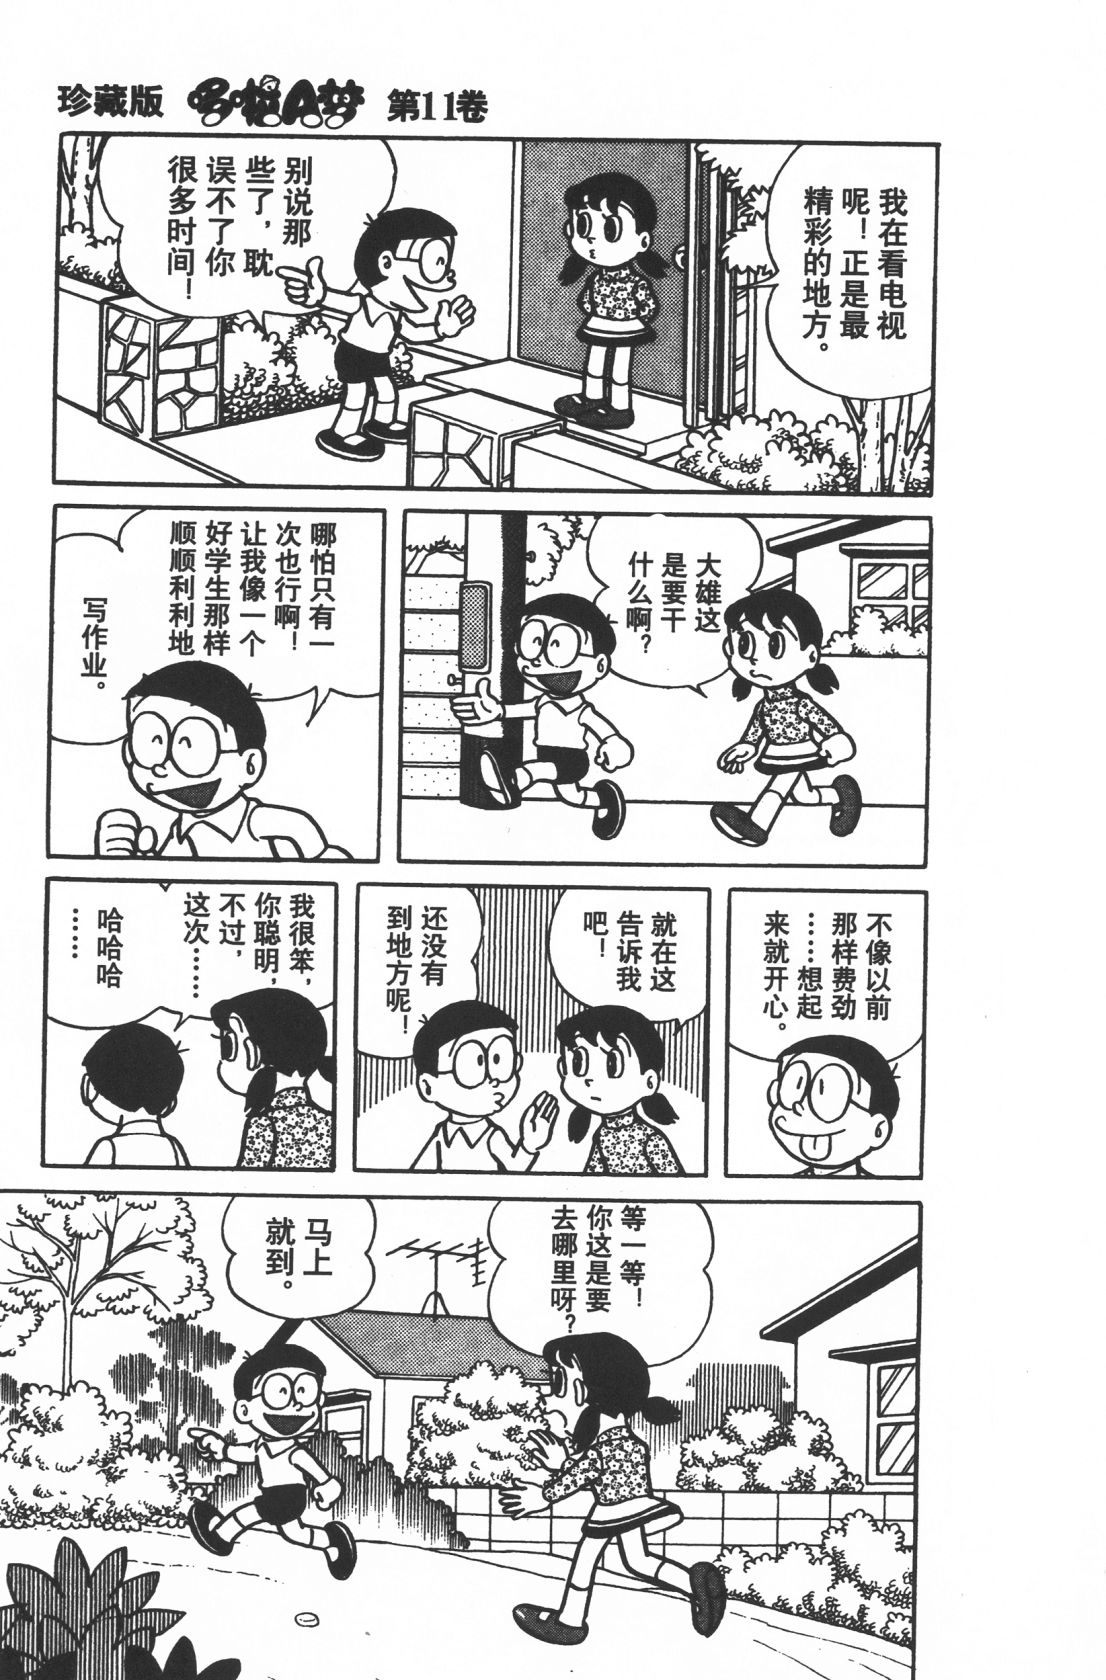 珍藏版 哆啦A梦 第11卷
我在看电视
呢！正是最
精彩的地方。
别说那
些了，耽
误不了你
很多时间！
大雄这
是要干
什么啊？
哪怕只有一
次也行啊！
让我像一个
好学生那样
顺顺利利地
写作业。
不像以前
那样费劲
……想起
来就开心。
就在这
告诉我
吧！
还没有
到地方呢！
我很笨，
你聪明，
不过，
这次……
哈哈哈
……
等一等！
你这是要
去哪里呀？
马上
就到。